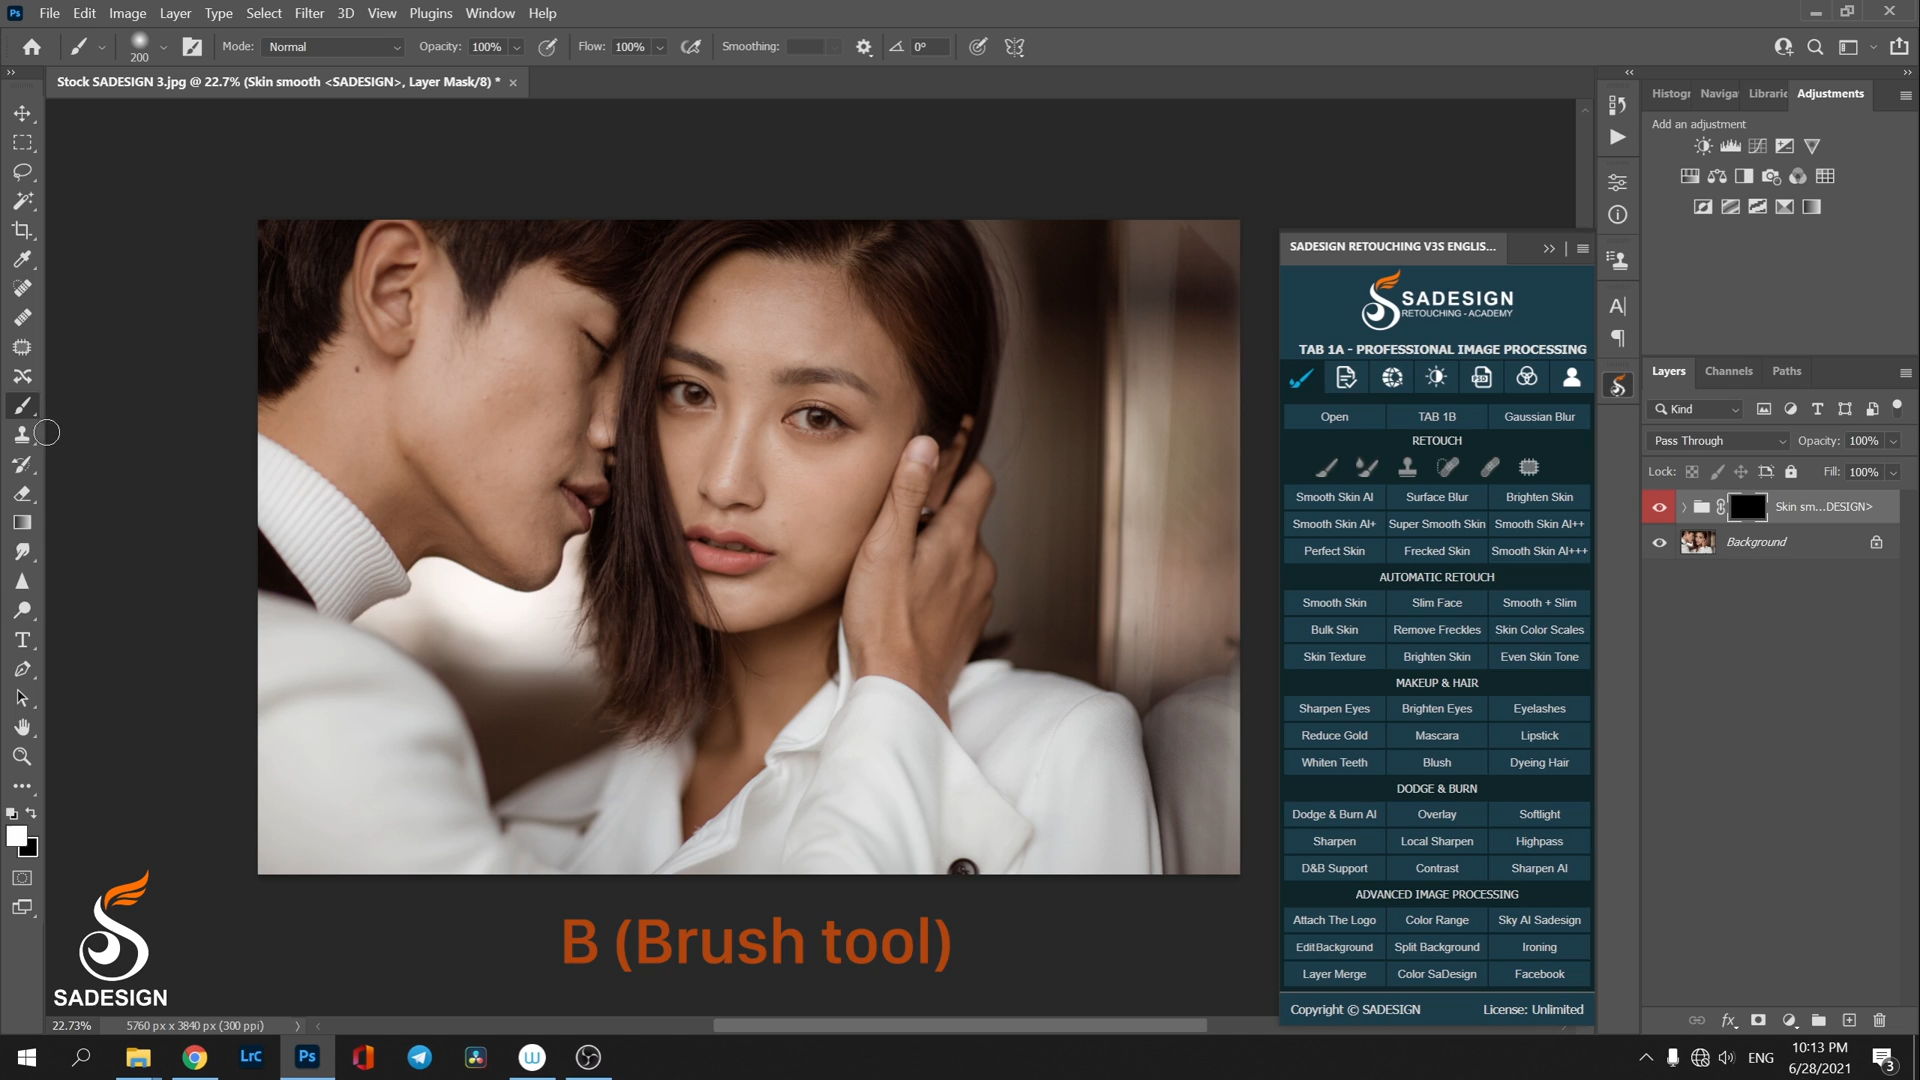 File Edit Image Layer Type Select Filter 3D View Plugins Window Help
200 Mode: Normal Opacity: 100% Flow: 100% Smoothing: 0°
Stock SADESIGN 3.jpg @ 22.7% (Skin smooth <SADESIGN>, Layer Mask/8) * ×
SADESIGN RETOUCHING V3S ENGLIS...
SADESIGN
RETOUCHING - ACADEMY
TAB 1A - PROFESSIONAL IMAGE PROCESSING
Open TAB 1B Gaussian Blur
RETOUCH
Smooth Skin AI Surface Blur Brighten Skin
Smooth Skin AI+ Super Smooth Skin Smooth Skin AI++
Perfect Skin Frecked Skin Smooth Skin AI+++
AUTOMATIC RETOUCH
Smooth Skin Slim Face Smooth + Slim
Bulk Skin Remove Freckles Skin Color Scales
Skin Texture Brighten Skin Even Skin Tone
MAKEUP & HAIR
Sharpen Eyes Brighten Eyes Eyelashes
Reduce Gold Mascara Lipstick
Whiten Teeth Blush Dyeing Hair
DODGE & BURN
Dodge & Burn AI Overlay Softlight
Sharpen Local Sharpen Highpass
D&B Support Contrast Sharpen AI
ADVANCED IMAGE PROCESSING
Attach The Logo Color Range Sky AI Sadesign
EditBackground Split Background Ironing
Layer Merge Color SaDesign Facebook
Copyright © SADESIGN License: Unlimited
Histogr Naviga Librarie Adjustments
Add an adjustment
Layers Channels Paths
Kind
Pass Through Opacity: 100%
Lock: Fill: 100%
Skin sm...DESIGN>
Background
B (Brush tool)
SADESIGN
22.73% 5760 px x 3840 px (300 ppi)
LrC Ps W ENG 10:13 PM
6/28/2021
3